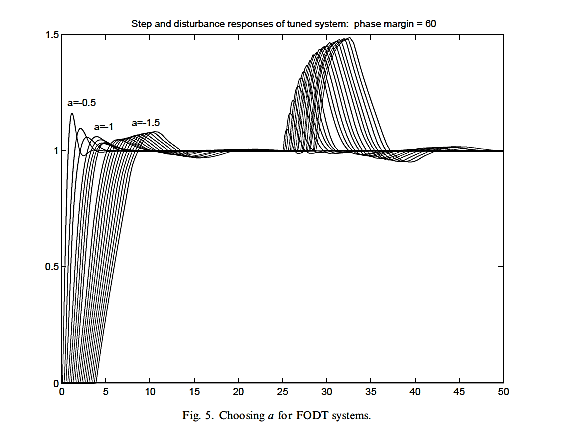 Step and disturbance responses of tuned system: phase margin = 60
1.5
a=-0.5
a=-1
a=-1.5
1
0.5
0
0 5 10 15 20 25 30 35 40 45 50
Fig. 5. Choosing a for FODT systems.